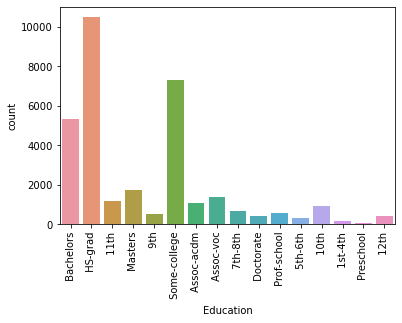 10000
8000
6000
4000
2000
0
count
Bachelors
HS-grad
11th
Masters
9th
Some-college
Assoc-acdm
Assoc-voc
7th-8th
Doctorate
Prof-school
5th-6th
10th
1st-4th
Preschool
12th
Education